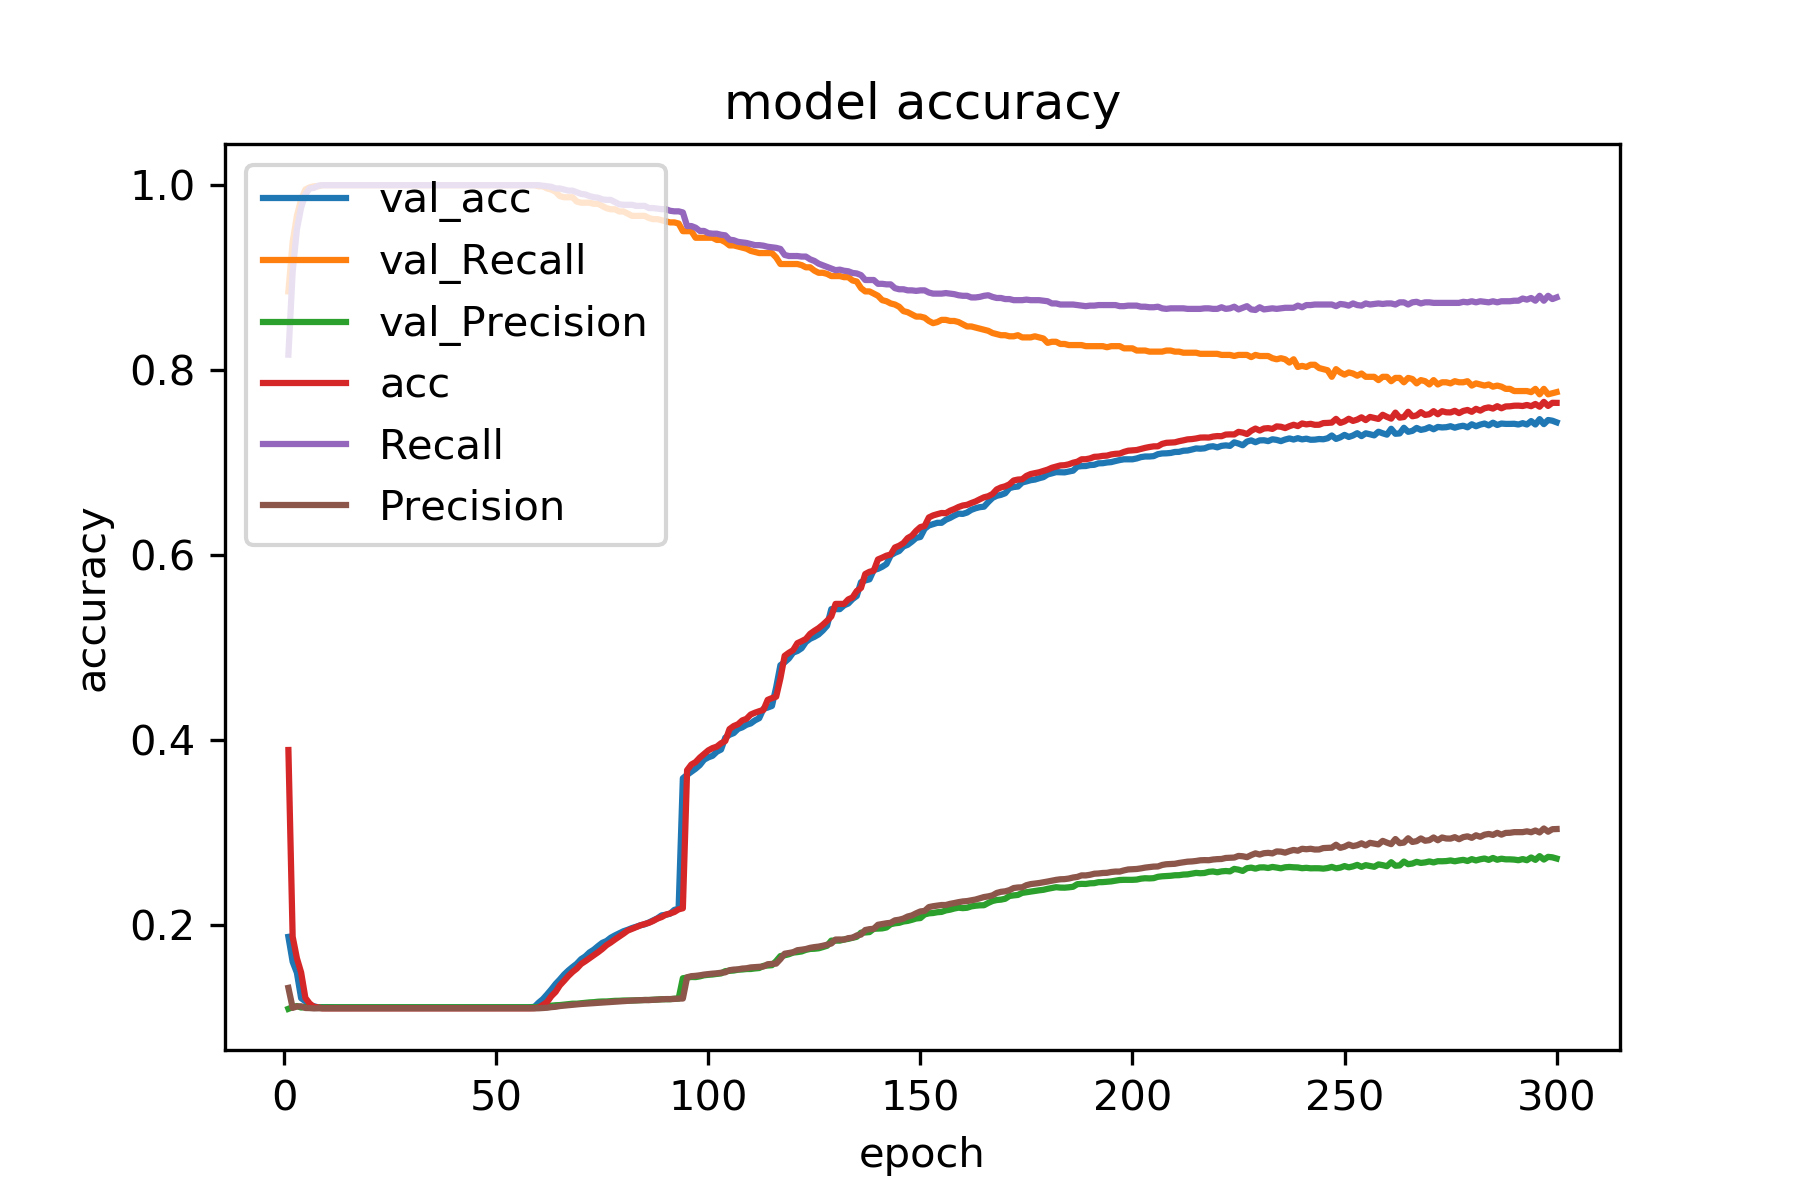 model accuracy
accuracy
1.0
0.8
0.6
0.4
0.2
val_acc
val_Recall
val_Precision
acc
Recall
Precision
0 50 100 150 200 250 300
epoch